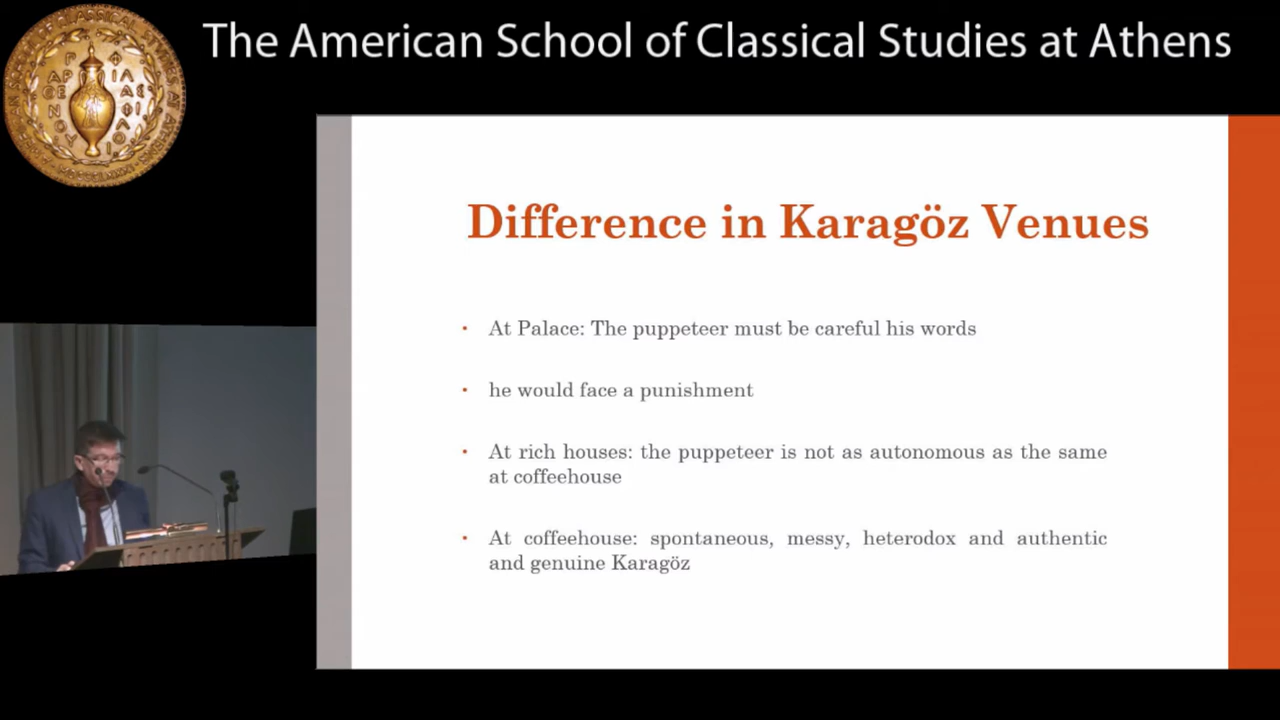 The American School of Classical Studies at Athens
Difference in Karagöz Venues
• At Palace: The puppeteer must be careful his words
• he would face a punishment
• At rich houses: the puppeteer is not as autonomous as the same
at coffeehouse
• At coffeehouse: spontaneous, messy, heterodox and authentic
and genuine Karagöz